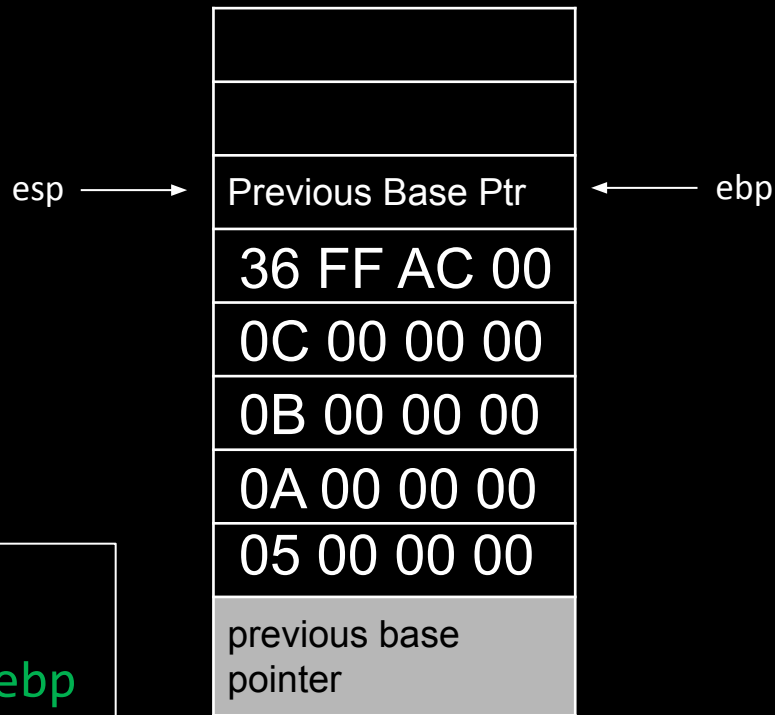 esp
Previous Base Ptr
ebp
36 FF AC 00
0C 00 00 00
0B 00 00 00
0A 00 00 00
05 00 00 00
previous base
pointer
ebp